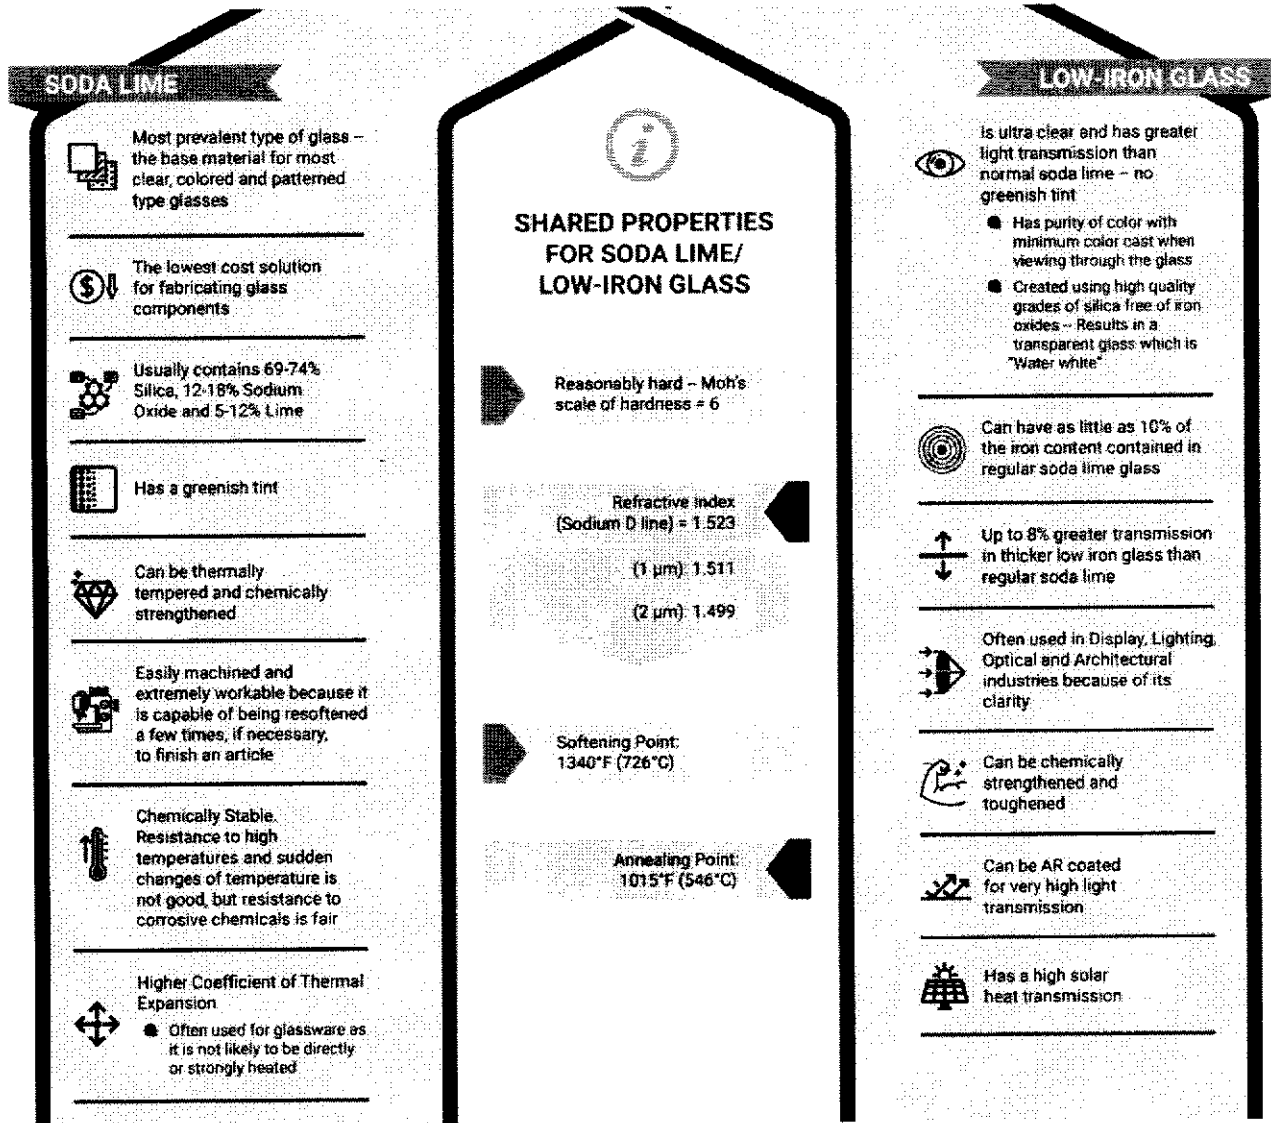 SODA LIME
Most prevalent type of glass –
the base material for most
clear, colored and patterned
type glasses
The lowest cost solution
for fabricating glass
components
Usually contains 69-74%
Silica, 12-18% Sodium
Oxide and 5-12% Lime
Has a greenish tint
Can be thermally
tempered and chemically
strengthened
Easily machined and
extremely workable because it
is capable of being resoftened
a few times, if necessary,
to finish an article
Chemically Stable.
Resistance to high
temperatures and sudden
changes of temperature is
not good, but resistance to
corrosive chemicals is fair
Higher Coefficient of Thermal
Expansion
● Often used for glassware as
it is not likely to be directly
or strongly heated
i
SHARED PROPERTIES
FOR SODA LIME/
LOW-IRON GLASS
Reasonably hard – Moh's
scale of hardness = 6
Refractive Index
(Sodium D line) = 1.523
(1 μm) 1.511
(2 μm) 1.499
Softening Point:
1340°F (726°C)
Annealing Point:
1015°F (546°C)
LOW-IRON GLASS
Is ultra clear and has greater
light transmission than
normal soda lime – no
greenish tint
● Has purity of color with
minimum color cast when
viewing through the glass
● Created using high quality
grades of silica free of iron
oxides – Results in a
transparent glass which is
"Water white"
Can have as little as 10% of
the iron content contained in
regular soda lime glass
Up to 8% greater transmission
in thicker low iron glass than
regular soda lime
Often used in Display, Lighting,
Optical and Architectural
industries because of its
clarity
Can be chemically
strengthened and
toughened
Can be AR coated
for very high light
transmission
Has a high solar
heat transmission